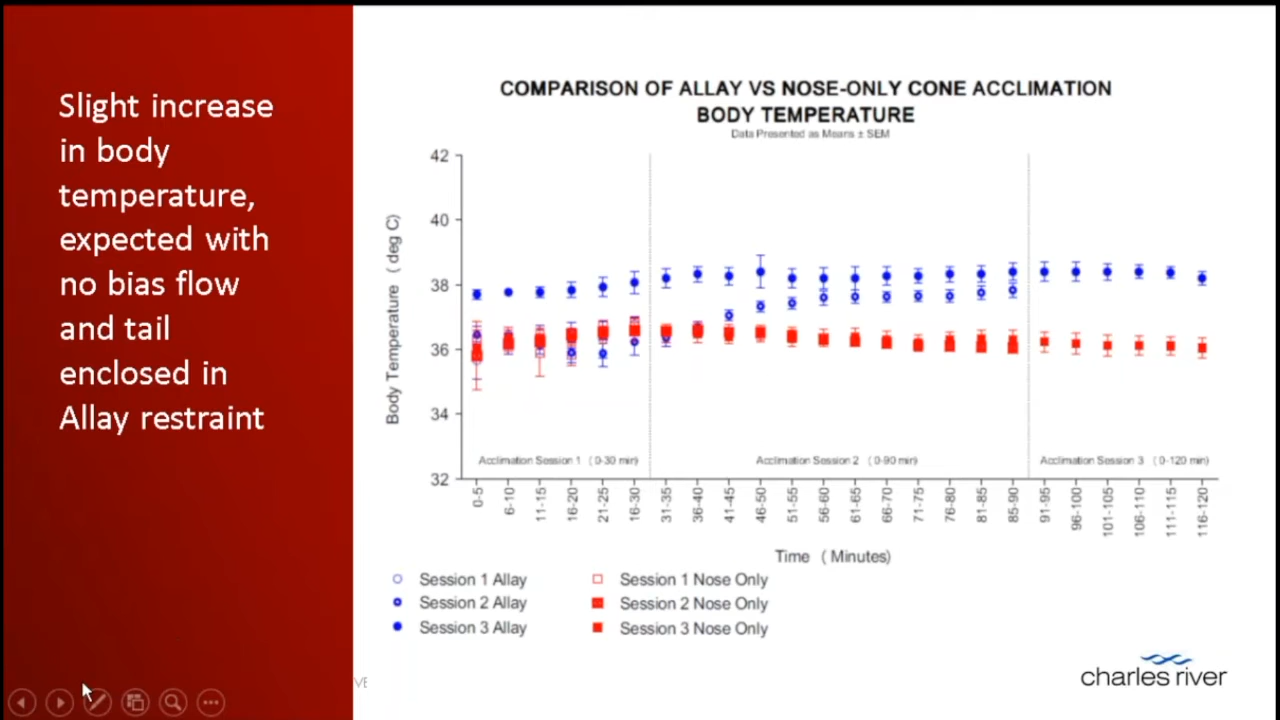 Slight increase
in body
temperature,
expected with
no bias flow
and tail
enclosed in
Allay restraint
COMPARISON OF ALLAY VS NOSE-ONLY CONE ACCLIMATION
BODY TEMPERATURE
Data Presented as Means ± SEM
Body Temperature ( deg C)
42
40
38
36
34
32
Acclimation Session 1 ( 0-30 min)
Acclimation Session 2 ( 0-90 min)
Acclimation Session 3 ( 0-120 min)
0-5
6-10
11-15
16-20
21-25
16-30
31-35
36-40
41-45
46-50
51-55
56-60
61-65
66-70
71-75
76-80
81-85
85-90
91-95
96-100
101-105
106-110
111-115
116-120
Time ( Minutes)
Session 1 Allay
Session 2 Allay
Session 3 Allay
Session 1 Nose Only
Session 2 Nose Only
Session 3 Nose Only
charles river